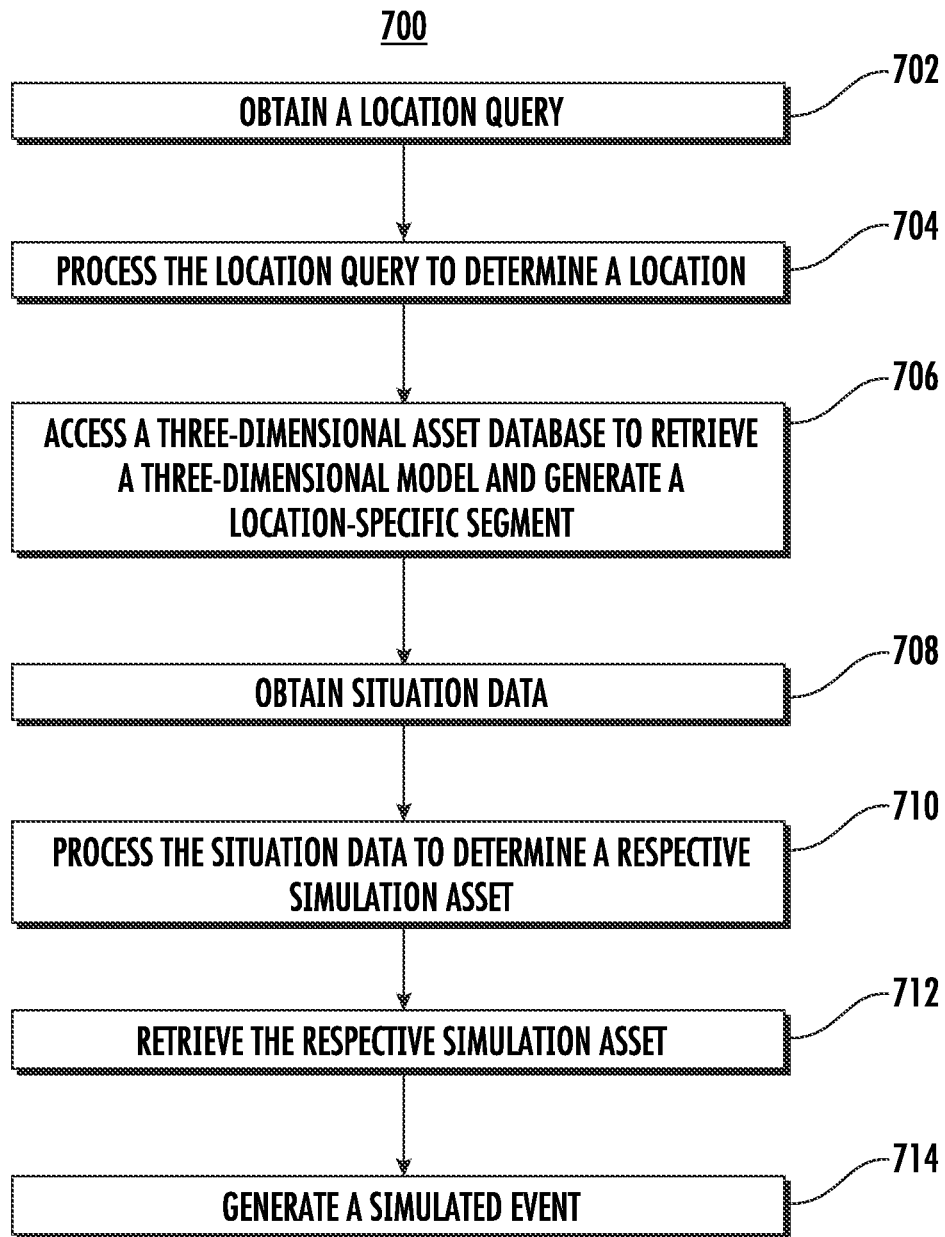 700
702
OBTAIN A LOCATION QUERY
704
PROCESS THE LOCATION QUERY TO DETERMINE A LOCATION
706
ACCESS A THREE-DIMENSIONAL ASSET DATABASE TO RETRIEVE
A THREE-DIMENSIONAL MODEL AND GENERATE A
LOCATION-SPECIFIC SEGMENT
708
OBTAIN SITUATION DATA
710
PROCESS THE SITUATION DATA TO DETERMINE A RESPECTIVE
SIMULATION ASSET
712
RETRIEVE THE RESPECTIVE SIMULATION ASSET
714
GENERATE A SIMULATED EVENT